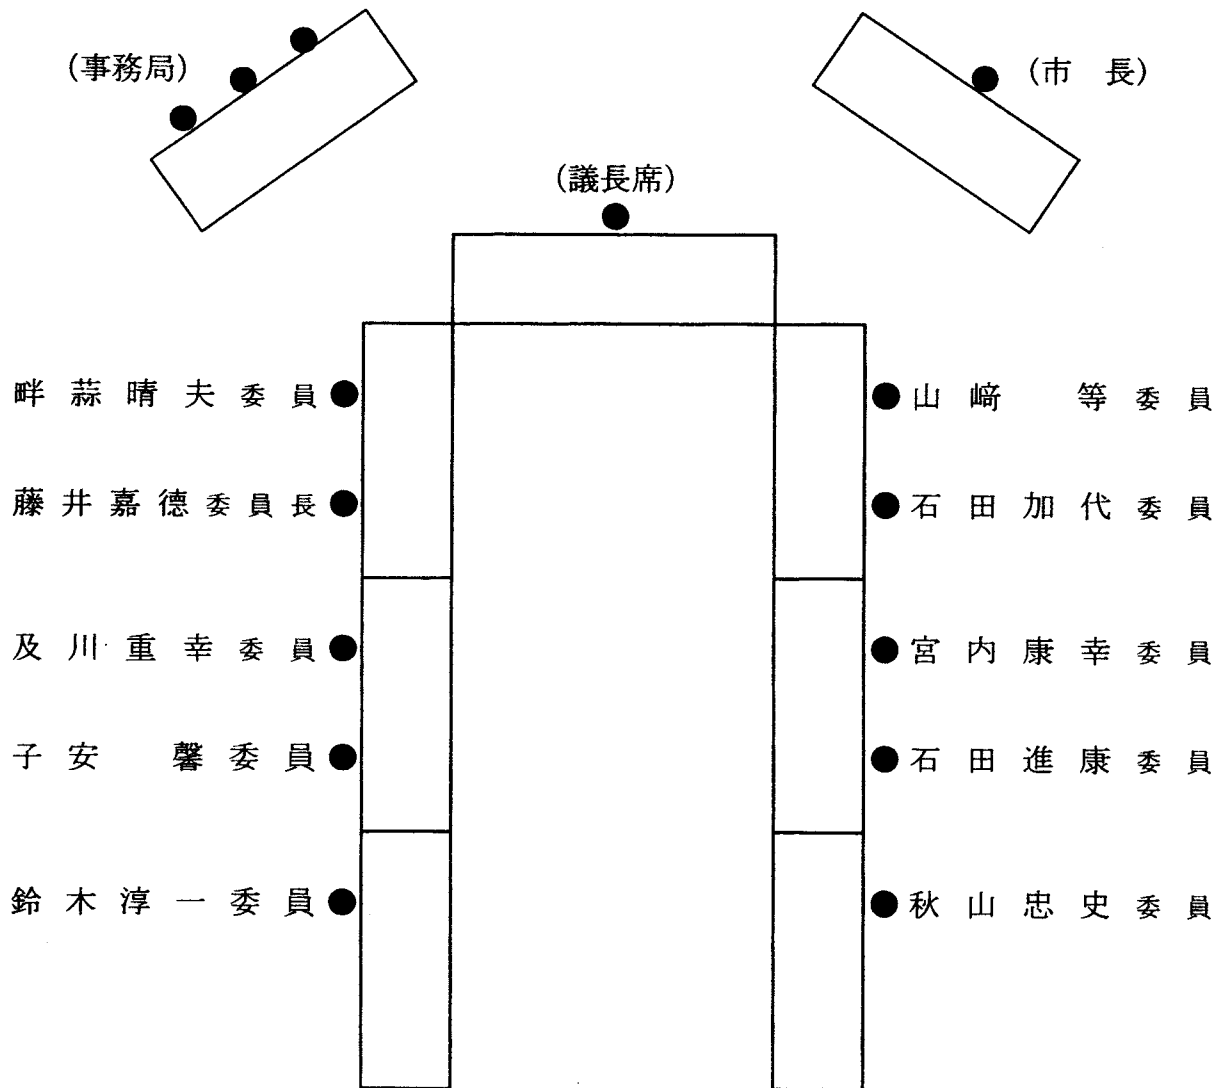 (事務局)
(市 長)
(議長席)
畔蒜晴夫委員
山﨑 等委員
藤井嘉徳委員長
石田加代委員
及川重幸委員
宮内康幸委員
子安 馨委員
石田進康委員
鈴木淳一委員
秋山忠史委員